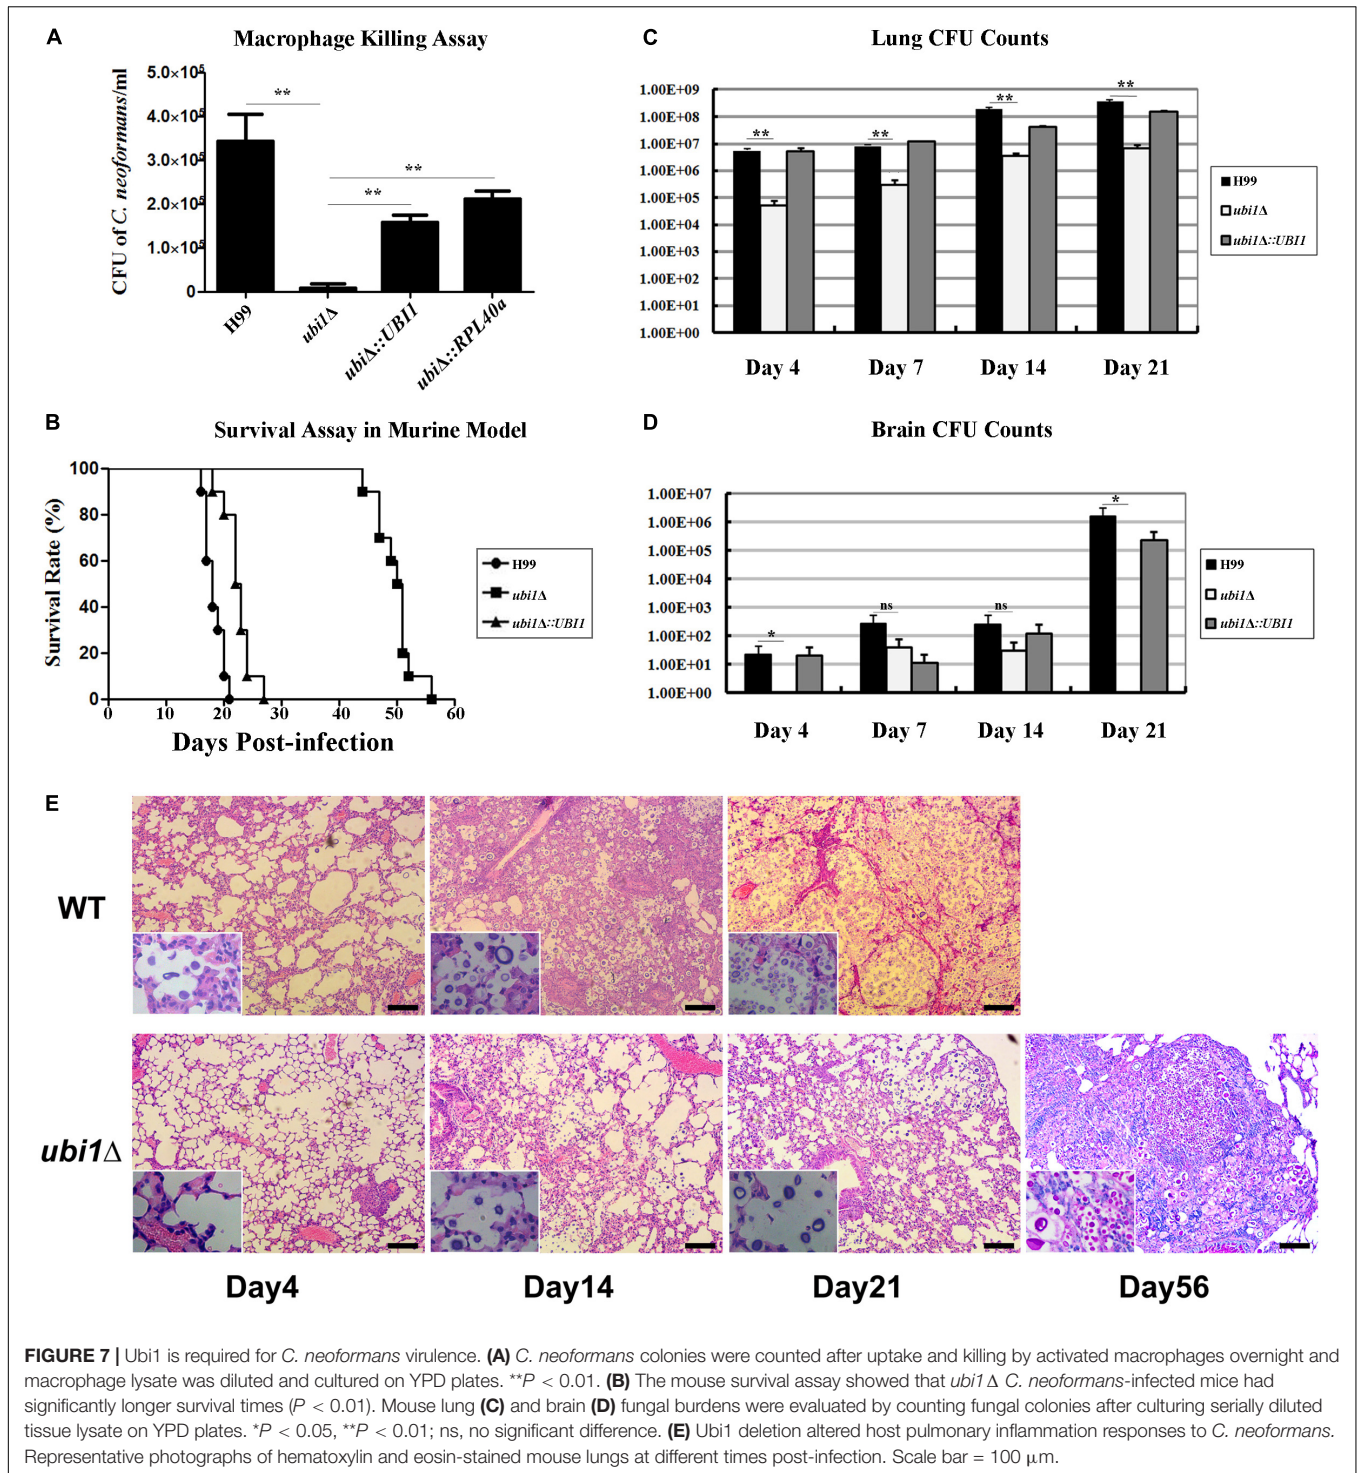 A
Macrophage Killing Assay
CFU of C. neoformans/ml
5.0×10⁵
4.0×10⁵
3.0×10⁵
2.0×10⁵
1.0×10⁵
0
**
**
**
H99
ubi1Δ
ubiΔ::UBI1
ubiΔ::RPL40a
C
Lung CFU Counts
1.00E+09
1.00E+08
1.00E+07
1.00E+06
1.00E+05
1.00E+04
1.00E+03
1.00E+02
1.00E+01
1.00E+00
**
**
**
**
Day 4
Day 7
Day 14
Day 21
H99
ubi1Δ
ubi1Δ::UBI1
B
Survival Assay in Murine Model
Survival Rate (%)
100
80
60
40
20
0
0 10 20 30 40 50 60
Days Post-infection
H99
ubi1Δ
ubi1Δ::UBI1
D
Brain CFU Counts
1.00E+07
1.00E+06
1.00E+05
1.00E+04
1.00E+03
1.00E+02
1.00E+01
1.00E+00
*
ns
ns
*
Day 4
Day 7
Day 14
Day 21
H99
ubi1Δ
ubi1Δ::UBI1
E
WT
ubi1Δ
Day4
Day14
Day21
Day56
FIGURE 7 | Ubi1 is required for C. neoformans virulence. (A) C. neoformans colonies were counted after uptake and killing by activated macrophages overnight and
macrophage lysate was diluted and cultured on YPD plates. **P < 0.01. (B) The mouse survival assay showed that ubi1Δ C. neoformans-infected mice had
significantly longer survival times (P < 0.01). Mouse lung (C) and brain (D) fungal burdens were evaluated by counting fungal colonies after culturing serially diluted
tissue lysate on YPD plates. *P < 0.05, **P < 0.01; ns, no significant difference. (E) Ubi1 deletion altered host pulmonary inflammation responses to C. neoformans.
Representative photographs of hematoxylin and eosin-stained mouse lungs at different times post-infection. Scale bar = 100 μm.